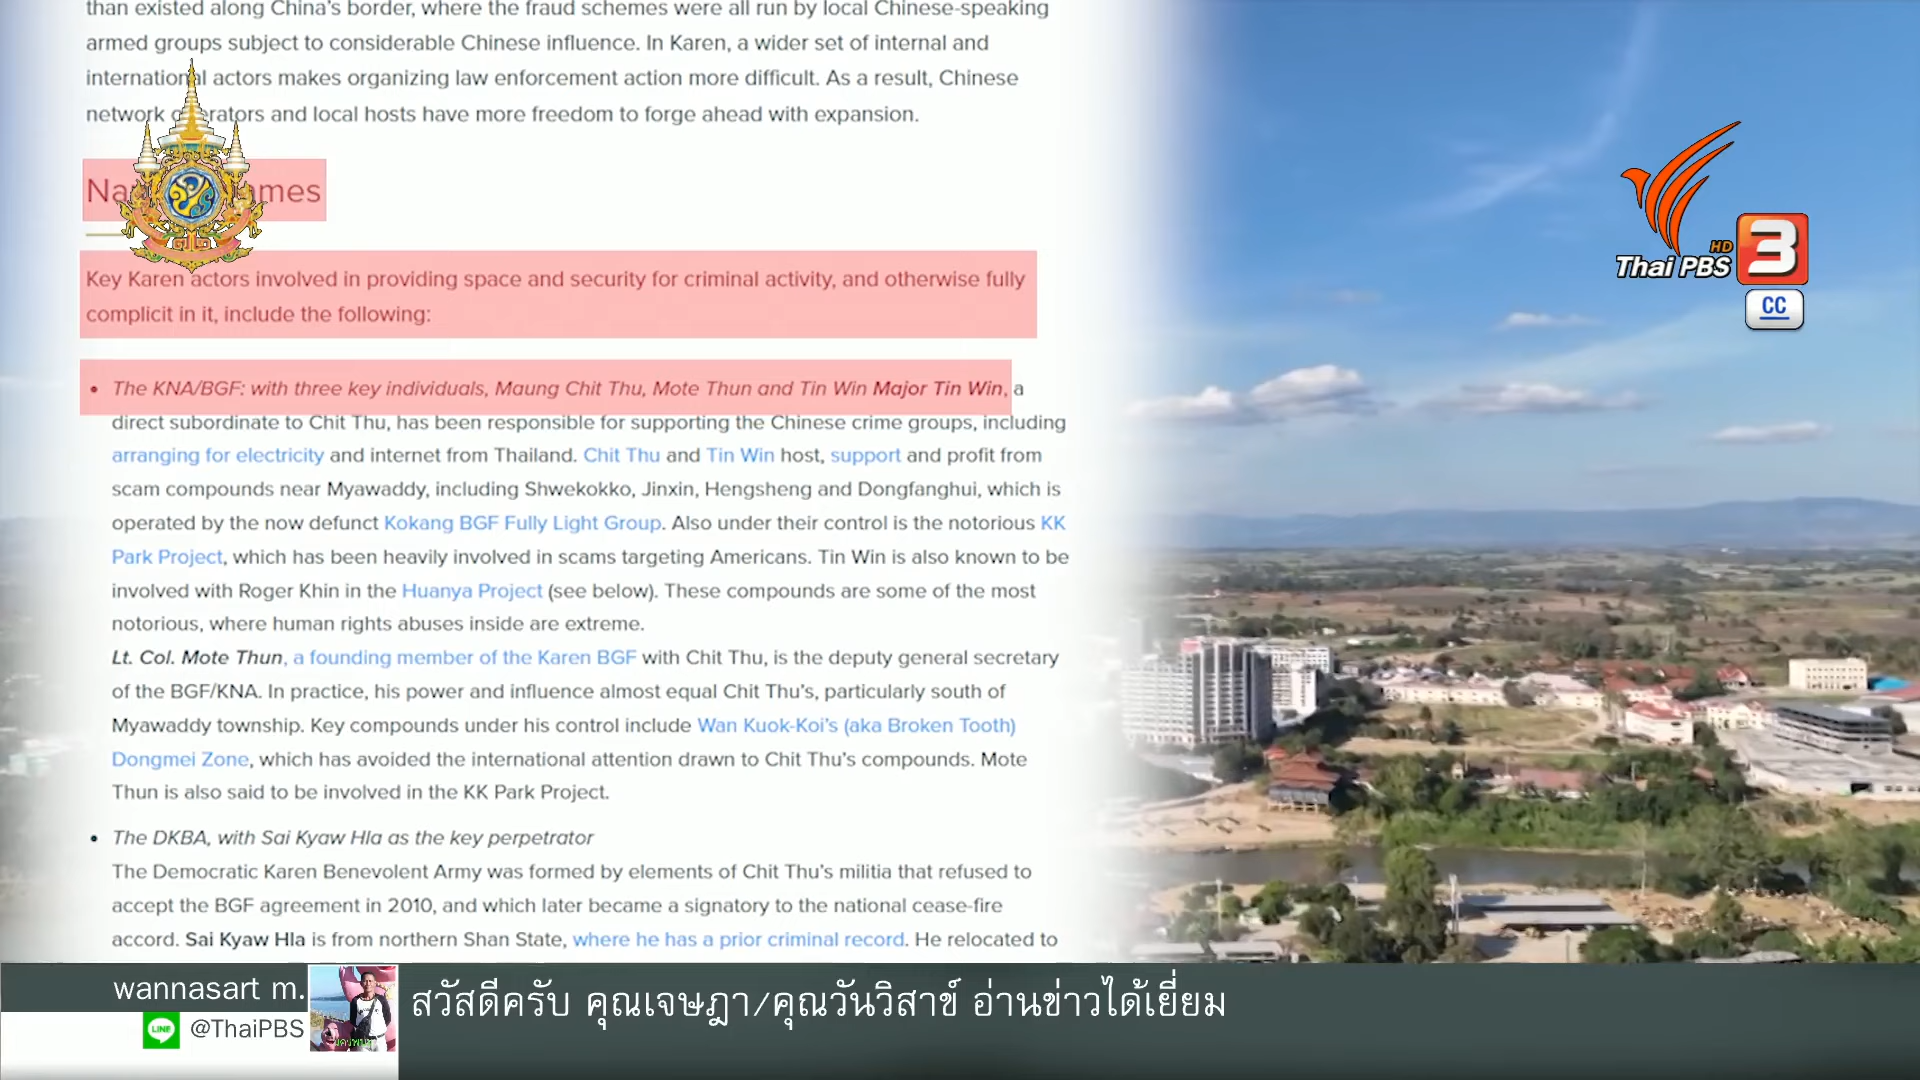 than existed along China's border, where the fraud schemes were all run by local Chinese-speaking
armed groups subject to considerable Chinese influence. In Karen, a wider set of internal and
international actors makes organizing law enforcement action more difficult. As a result, Chinese
network operators and local hosts have more freedom to forge ahead with expansion.
Key Karen actors involved in providing space and security for criminal activity, and otherwise fully
complicit in it, include the following:
• The KNA/BGF: with three key individuals, Maung Chit Thu, Mote Thun and Tin Win Major Tin Win, a
direct subordinate to Chit Thu, has been responsible for supporting the Chinese crime groups, including
arranging for electricity and internet from Thailand. Chit Thu and Tin Win host, support and profit from
scam compounds near Myawaddy, including Shwekokko, Jinxin, Hengsheng and Dongfanghui, which is
operated by the now defunct Kokang BGF Fully Light Group. Also under their control is the notorious KK
Park Project, which has been heavily involved in scams targeting Americans. Tin Win is also known to be
involved with Roger Khin in the Huanya Project (see below). These compounds are some of the most
notorious, where human rights abuses inside are extreme.
Lt. Col. Mote Thun, a founding member of the Karen BGF with Chit Thu, is the deputy general secretary
of the BGF/KNA. In practice, his power and influence almost equal Chit Thu's, particularly south of
Myawaddy township. Key compounds under his control include Wan Kuok-Koi's (aka Broken Tooth)
Dongmei Zone, which has avoided the international attention drawn to Chit Thu's compounds. Mote
Thun is also said to be involved in the KK Park Project.
• The DKBA, with Sai Kyaw Hla as the key perpetrator
The Democratic Karen Benevolent Army was formed by elements of Chit Thu's militia that refused to
accept the BGF agreement in 2010, and which later became a signatory to the national cease-fire
accord. Sai Kyaw Hla is from northern Shan State, where he has a prior criminal record. He relocated to
HD
Thai PBS 3
CC
wannasart m.
LINE @ThaiPBS
สวัสดีครับ คุณเจษฎา/คุณวันวิสาข์ อ่านข่าวได้เยี่ยม